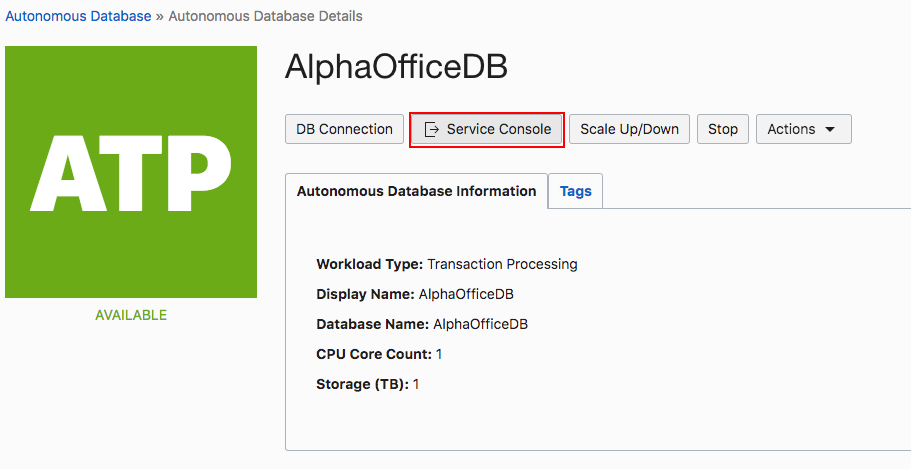 Autonomous Database » Autonomous Database Details
ATP
AVAILABLE
AlphaOfficeDB
DB Connection Service Console Scale Up/Down Stop Actions
Autonomous Database Information Tags
Workload Type: Transaction Processing
Display Name: AlphaOfficeDB
Database Name: AlphaOfficeDB
CPU Core Count: 1
Storage (TB): 1